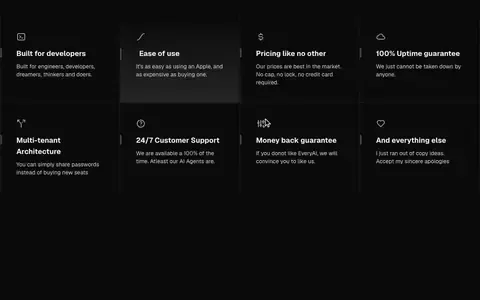 Built for developers
Built for engineers, developers,
dreamers, thinkers and doers.
Ease of use
It's as easy as using an Apple, and
as expensive as buying one.
Pricing like no other
Our prices are best in the market.
No cap, no lock, no credit card
required.
100% Uptime guarantee
We just cannot be taken down by
anyone.
Multi-tenant
Architecture
You can simply share passwords
instead of buying new seats
24/7 Customer Support
We are available a 100% of the
time. Atleast our AI Agents are.
Money back guarantee
If you donot like EveryAI, we will
convince you to like us.
And everything else
I just ran out of copy ideas.
Accept my sincere apologies